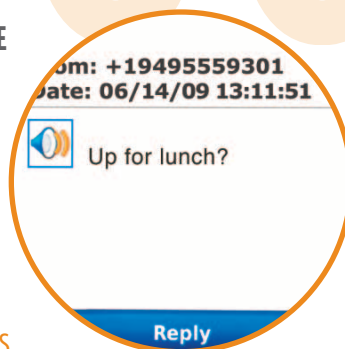 E
om: +19495559301
ate: 06/14/09 13:11:51
Up for lunch?
Reply
S